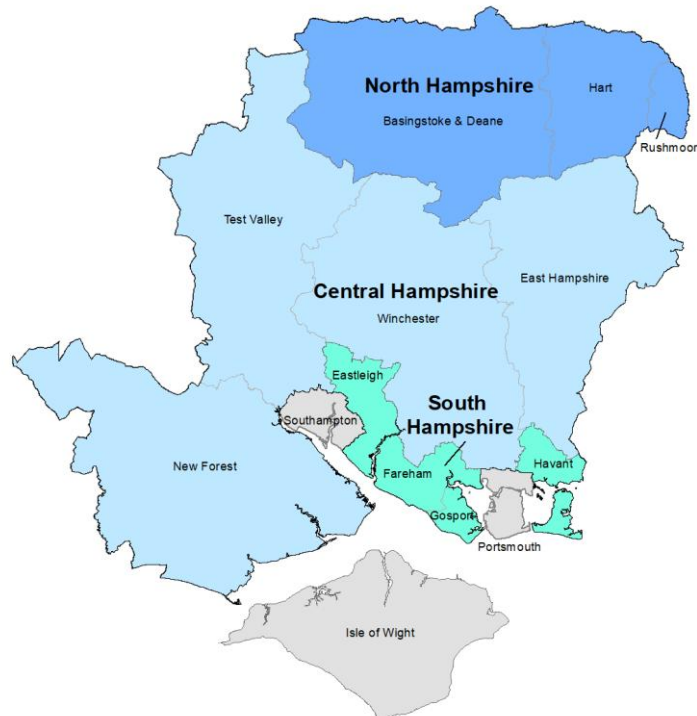 North Hampshire
Hart
Basingstoke & Deane
Rushmoor
Test Valley
East Hampshire
Central Hampshire
Winchester
Eastleigh
South
Hampshire
Southampton
Havant
New Forest
Fareham
Gosport
Portsmouth
Isle of Wight